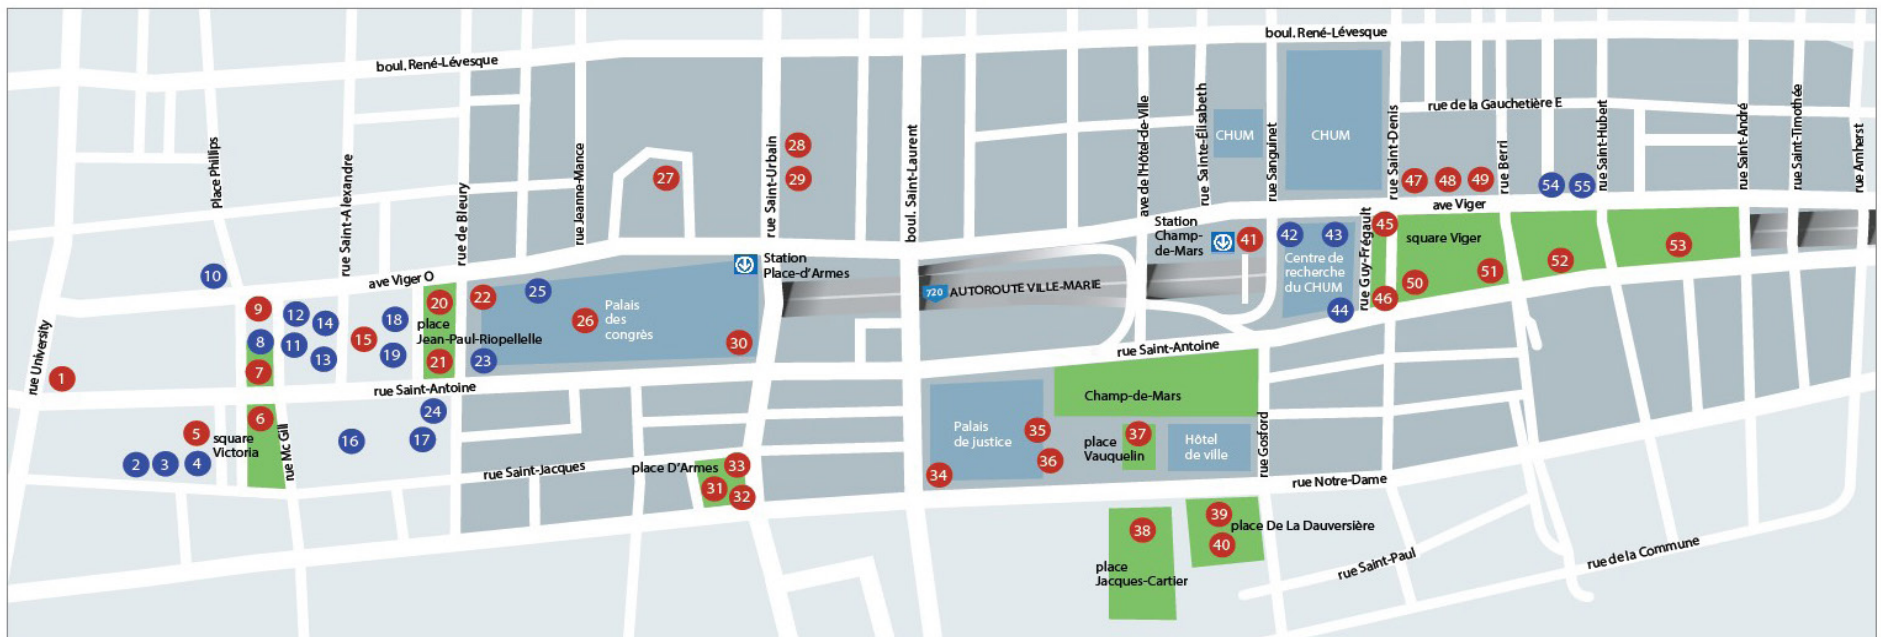 boul. René-Lévesque
boul. René-Lévesque
Place Phillips
rue Saint-Alexandre
rue de Bleury
rue Jeanne-Mance
rue Saint-Urbain
boul. Saint-Laurent
ave de l'Hôtel-de-Ville
rue Sainte-Élisabeth
rue Sanguinet
CHUM
CHUM
rue Saint-Denis
rue de la Gauchetière E
rue Berri
rue Saint-Hubert
rue Saint-André
rue Saint-Timothée
rue Amherst
28
27
29
47
48
49
54
55
ave Viger
Station
Champ-
de-Mars
41
42
43
Centre de
recherche
du CHUM
44
rue Guy-Frégault
45
46
square Viger
50
51
52
53
10
ave Viger O
Station
Place-d'Armes
720
AUTOROUTE VILLE-MARIE
9
8
7
12
14
11
13
15
18
19
20
place
Jean-Paul-Riopellelle
21
22
25
23
26
Palais
des
congrès
30
rue University
1
rue Saint-Antoine
rue Saint-Antoine
5
6
square
Victoria
2
3
4
rue Mc Gill
16
24
17
rue Saint-Jacques
place D'Armes
33
31
32
Palais
de justice
35
36
34
Champ-de-Mars
place
Vauquelin
37
Hôtel
de ville
rue Gosford
rue Notre-Dame
38
39
40
place De La Dauversière
place
Jacques-Cartier
rue Saint-Paul
rue de la Commune